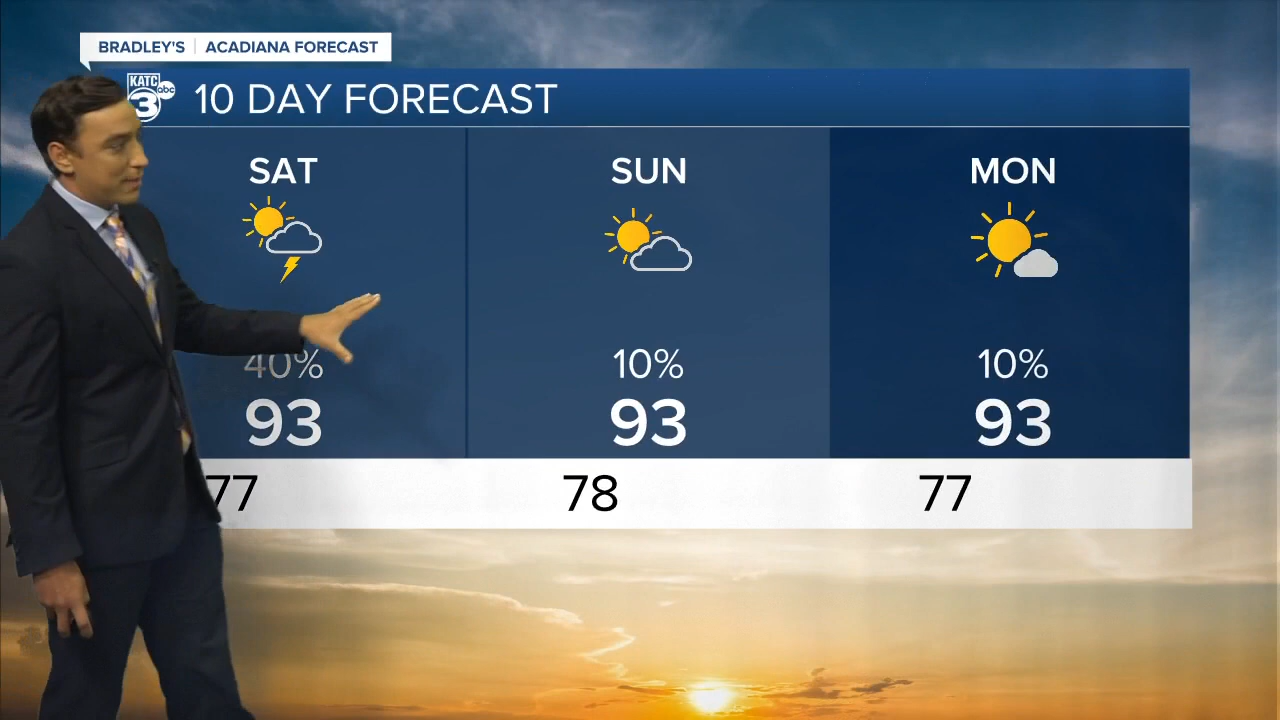 BRADLEY'S | ACADIANA FORECAST
KATC
abc
3
10 DAY FORECAST
SAT SUN MON
40% 10% 10%
93 93 93
77 78 77